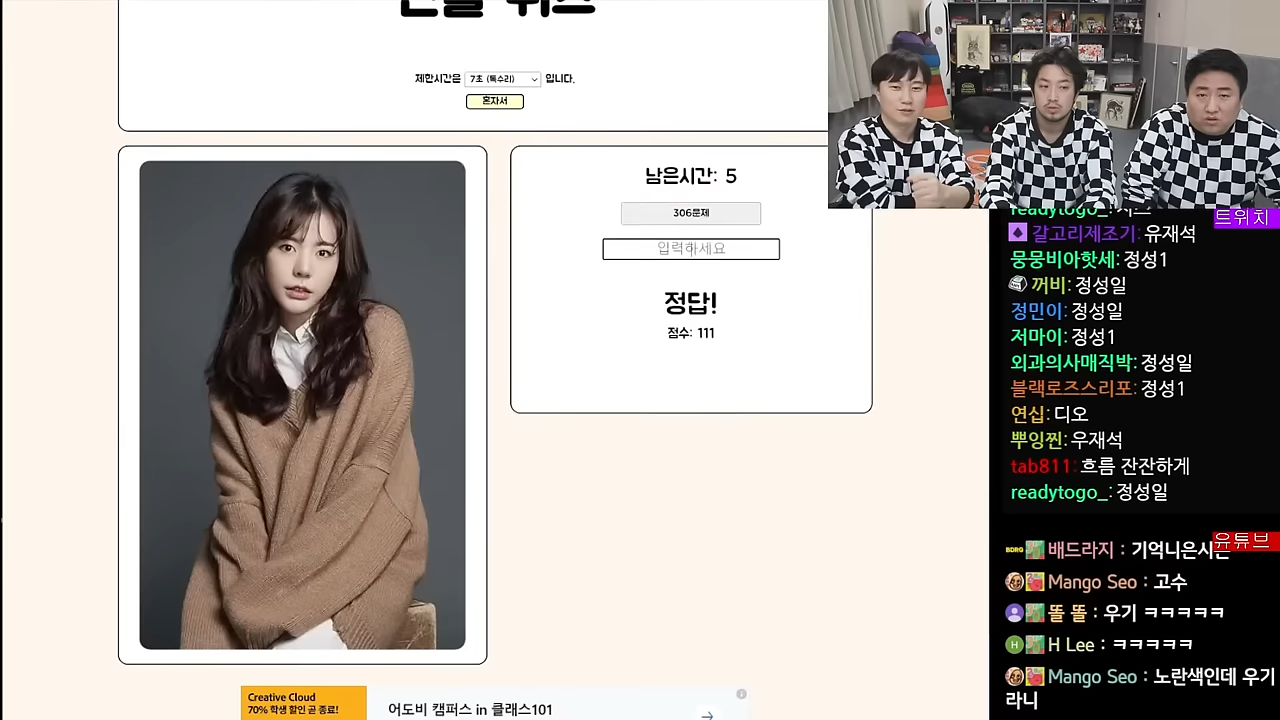 인물 퀴즈
제한시간은 7초 (독수리) 입니다.
혼자서
남은시간: 5
306문제
입력하세요
정답!
점수: 111
Creative Cloud
70% 학생 할인 곧 종료!
어도비 캠퍼스 in 클래스101
readytogo_:
트위치
갈고리제조기: 유재석
뭉뭉비아핫세: 정성1
꺼비: 정성일
정민이: 정성일
저마이: 정성1
외과의사매직박: 정성일
블랙로즈스리포: 정성1
연십: 디오
뿌잉찐: 우재석
tab811: 흐름 잔잔하게
readytogo_: 정성일
유튜브
BDRG 배드라지 : 기억니은시는
Mango Seo : 고수
똘 똘 : 우기 ㅋㅋㅋㅋㅋ
H H Lee : ㅋㅋㅋㅋㅋ
Mango Seo : 노란색인데 우기
라니